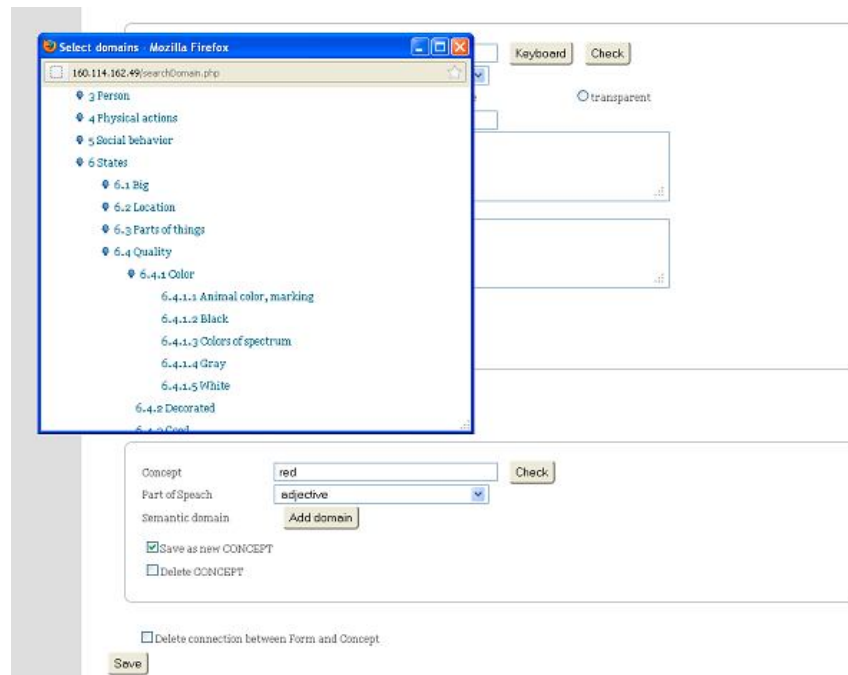 Select domains - Mozilla Firefox
160.114.162.49/searchDomain.php
3 Person
4 Physical actions
5 Social behavior
6 States
6.1 Big
6.2 Location
6.3 Parts of things
6.4 Quality
6.4.1 Color
6.4.1.1 Animal color, marking
6.4.1.2 Black
6.4.1.3 Colors of spectrum
6.4.1.4 Gray
6.4.1.5 White
6.4.2 Decorated
Keyboard Check
transparent
Concept red Check
Part of Speach adjective
Semantic domain Add domain
Save as new CONCEPT
Delete CONCEPT
Delete connection between Form and Concept
Save